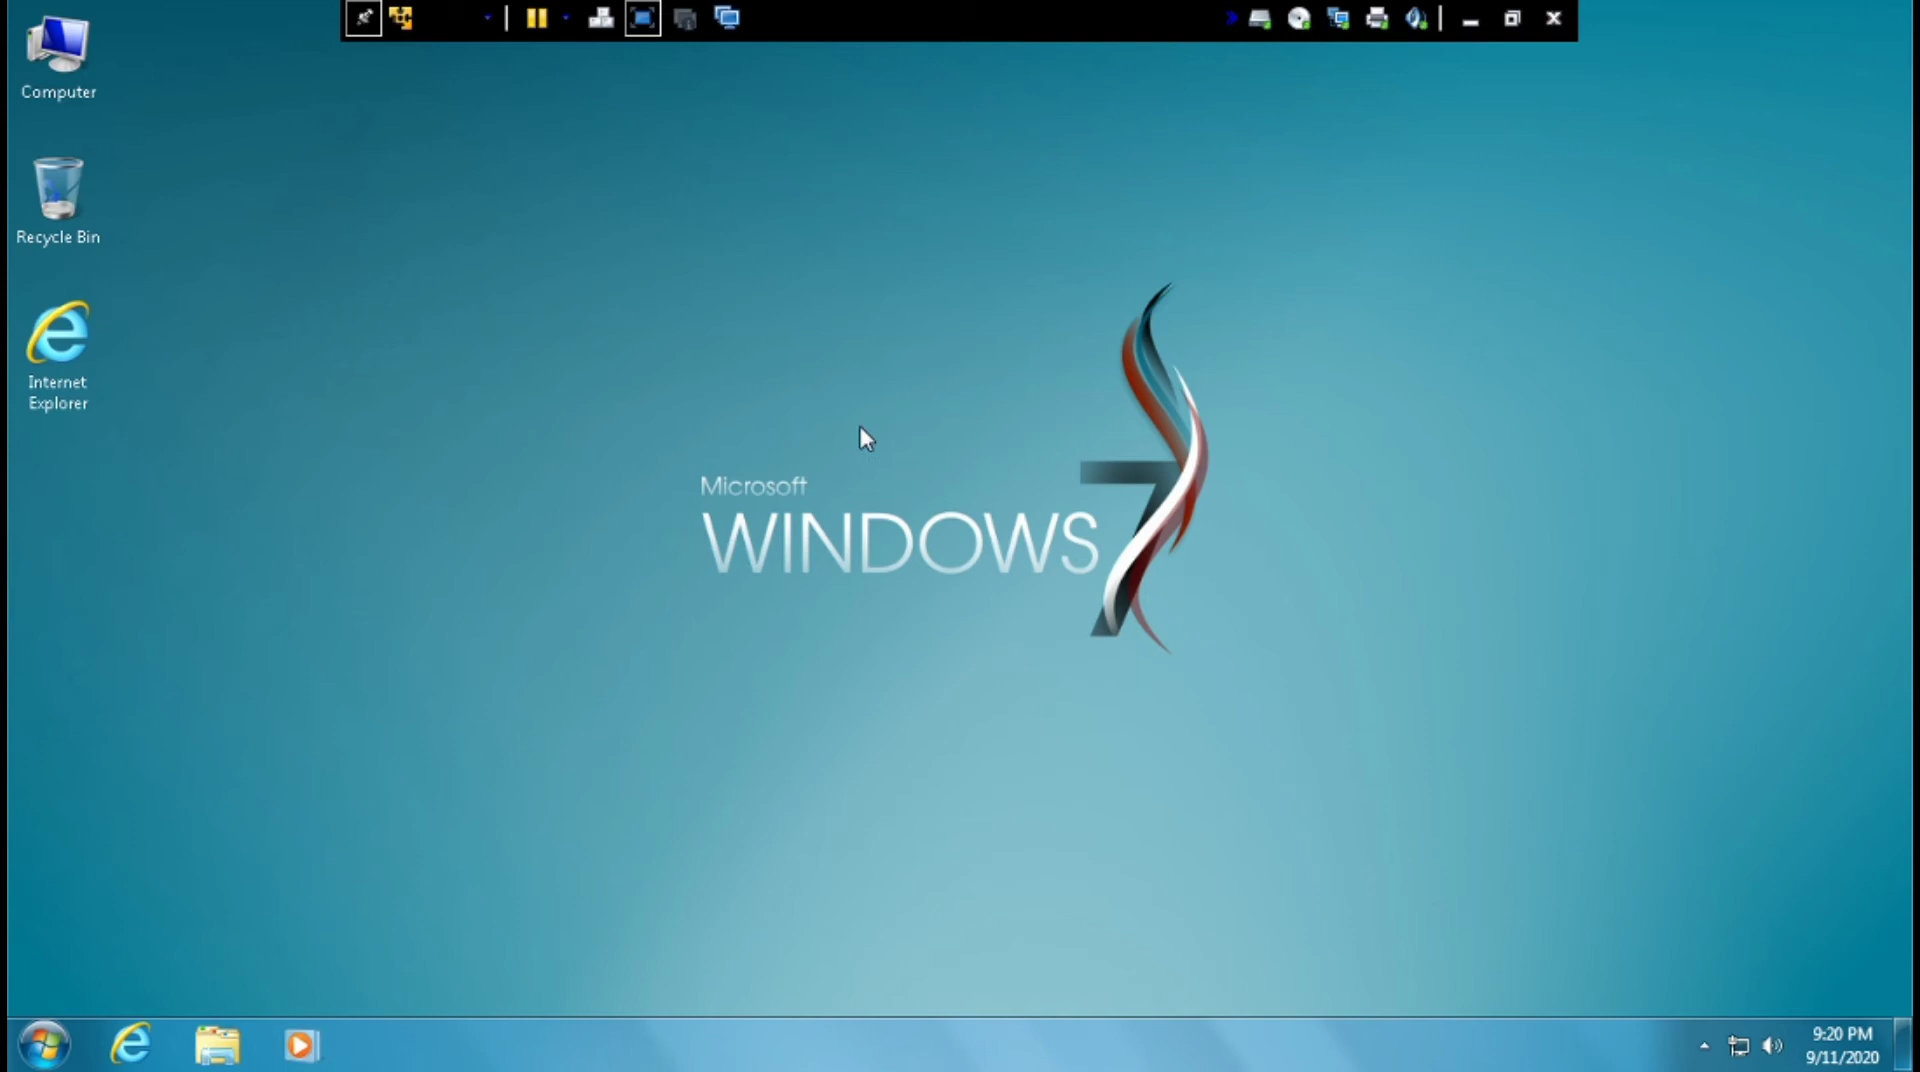 Computer
Recycle Bin
Internet
Explorer
Microsoft
WINDOWS 7
9:20 PM
9/11/2020